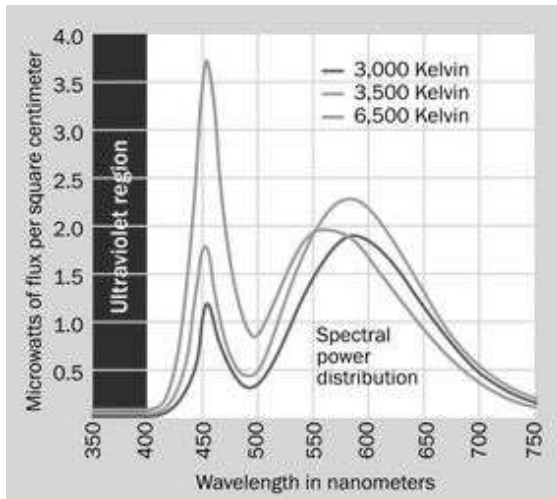 4.0
3.5
3.0
2.5
2.0
1.5
1.0
0.5
Microwatts of flux per square centimeter
Ultraviolet region
3,000 Kelvin
3,500 Kelvin
6,500 Kelvin
Spectral
power
distribution
350
400
450
500
550
600
650
700
750
Wavelength in nanometers